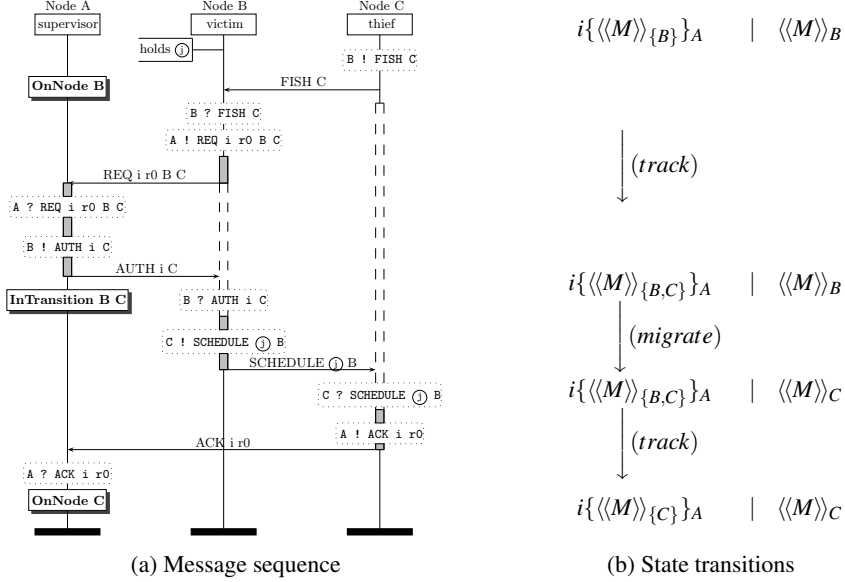 Node A Node B Node C
supervisor victim thief
holds j
B ! FISH C
FISH C
OnNode B
B ? FISH C
A ! REQ i r0 B C
REQ i r0 B C
A ? REQ i r0 B C
B ! AUTH i C
AUTH i C
InTransition B C
B ? AUTH i C
C ! SCHEDULE j B
SCHEDULE j B
C ? SCHEDULE j B
A ! ACK i r0
ACK i r0
A ? ACK i r0
OnNode C
(a) Message sequence
i{⟨⟨M⟩⟩{B}}A | ⟨⟨M⟩⟩B
(track)
i{⟨⟨M⟩⟩{B,C}}A | ⟨⟨M⟩⟩B
(migrate)
i{⟨⟨M⟩⟩{B,C}}A | ⟨⟨M⟩⟩C
(track)
i{⟨⟨M⟩⟩{C}}A | ⟨⟨M⟩⟩C
(b) State transitions